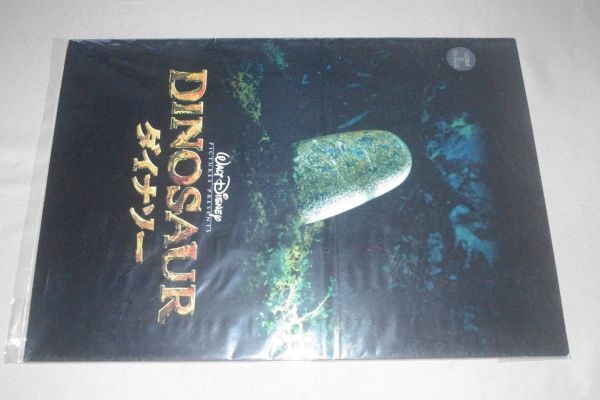 WALT DISNEY
PICTURES PRESENTS
DINOSAUR
ダイナソー